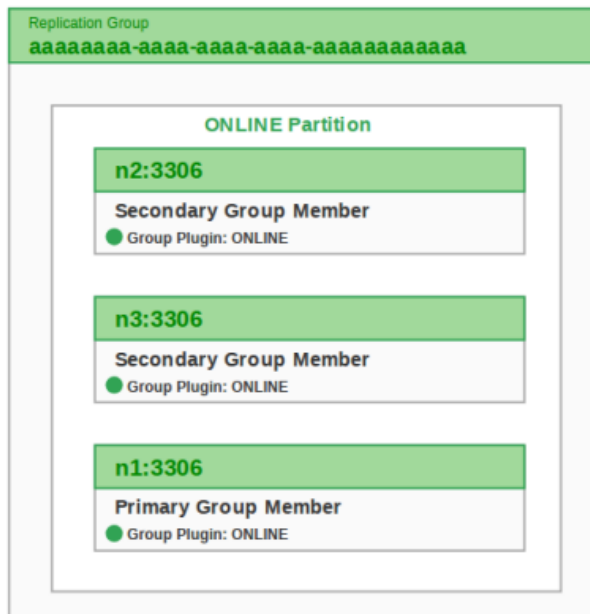 Replication Group
aaaaaaaa-aaaa-aaaa-aaaa-aaaaaaaaaaaa
ONLINE Partition
n2:3306
Secondary Group Member
Group Plugin: ONLINE
n3:3306
Secondary Group Member
Group Plugin: ONLINE
n1:3306
Primary Group Member
Group Plugin: ONLINE